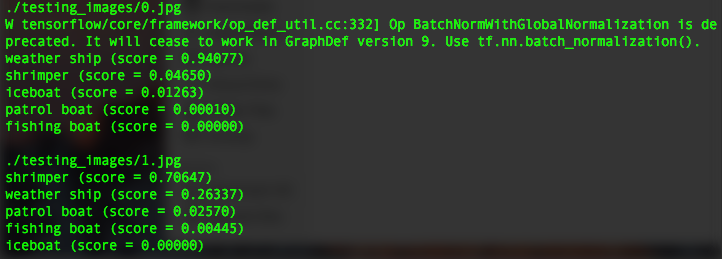 ./testing_images/0.jpg
W tensorflow/core/framework/op_def_util.cc:332] Op BatchNormWithGlobalNormalization is de
precated. It will cease to work in GraphDef version 9. Use tf.nn.batch_normalization().
weather ship (score = 0.94077)
shrimper (score = 0.04650)
iceboat (score = 0.01263)
patrol boat (score = 0.00010)
fishing boat (score = 0.00000)

./testing_images/1.jpg
shrimper (score = 0.70647)
weather ship (score = 0.26337)
patrol boat (score = 0.02570)
fishing boat (score = 0.00445)
iceboat (score = 0.00000)